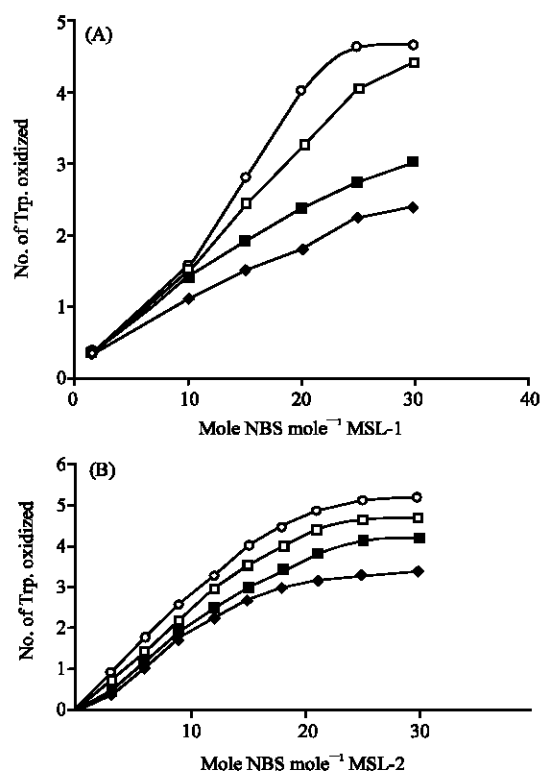 (A)
5
4
3
2
1
0
No. of Trp. oxidized
0 10 20 30 40
Mole NBS mole⁻¹ MSL-1
(B)
6
5
4
3
2
1
0
No. of Trp. oxidized
10 20 30
Mole NBS mole⁻¹ MSL-2